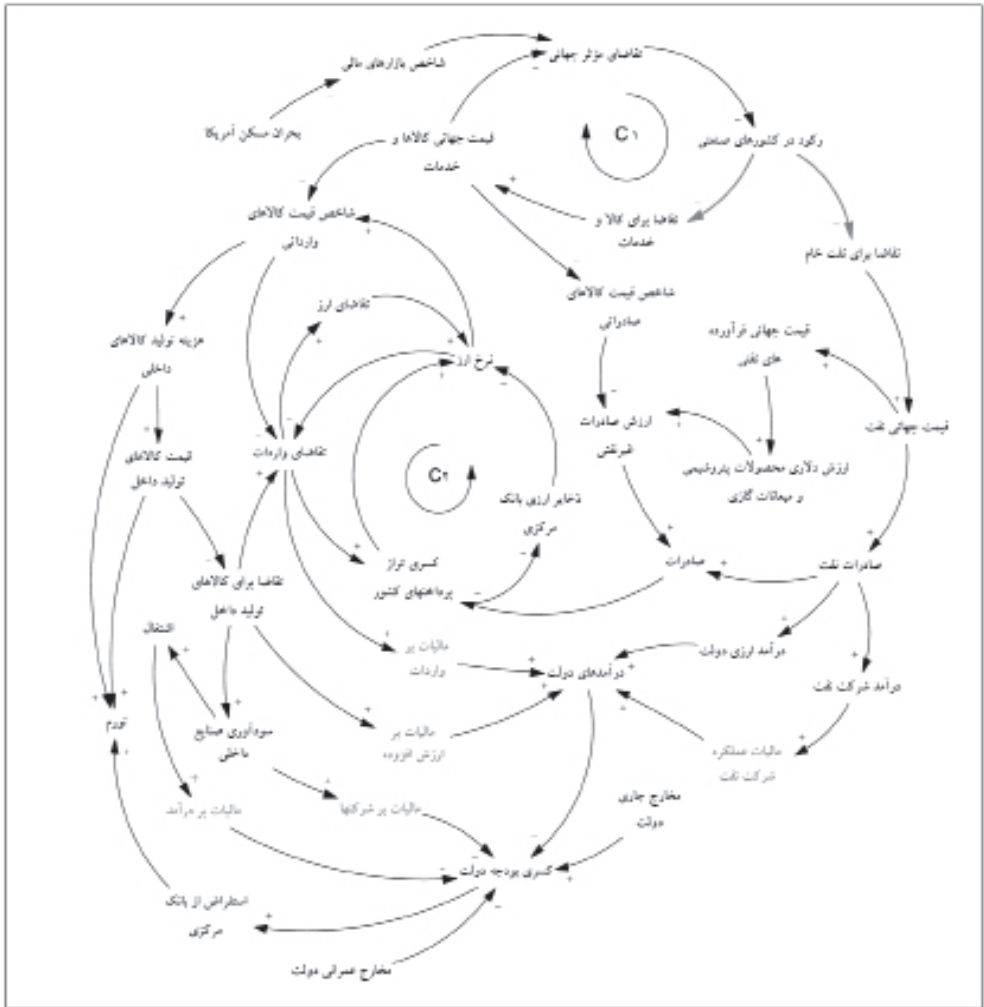 تقاضای مؤثر جهانی
شاخص بازارهای مالی
بحران مسکن آمریکا
قیمت جهانی کالاها و
خدمات
C۱
رکود در کشورهای صنعتی
شاخص قیمت کالاهای
وارداتی
تقاضا برای کالا و
خدمات
تقاضا برای نفت خام
شاخص قیمت کالاهای
صادراتی
تقاضای ارز
هزینه تولید کالاهای
داخلی
نرخ ارز
قیمت جهانی فرآورده
های نفتی
ارزش صادرات
غیرنفتی
قیمت جهانی نفت
تقاضای واردات
قیمت کالاهای
تولید داخل
C۲
ارزش دلاری محصولات پتروشیمی
و میعانات گازی
ذخایر ارزی بانک
مرکزی
کسری تراز
پرداختهای کشور
صادرات
صادرات نفت
تقاضا برای کالاهای
تولید داخل
اشتغال
مالیات بر
واردات
درآمدهای دولت
درآمد ارزی دولت
درآمد شرکت نفت
تورم
سودآوری صنایع
داخلی
مالیات بر
ارزش افزوده
مالیات عملکرد
شرکت نفت
مالیات بر درآمد
مالیات بر شرکتها
مخارج جاری
دولت
کسری بودجه دولت
استقراض از بانک
مرکزی
مخارج عمرانی دولت